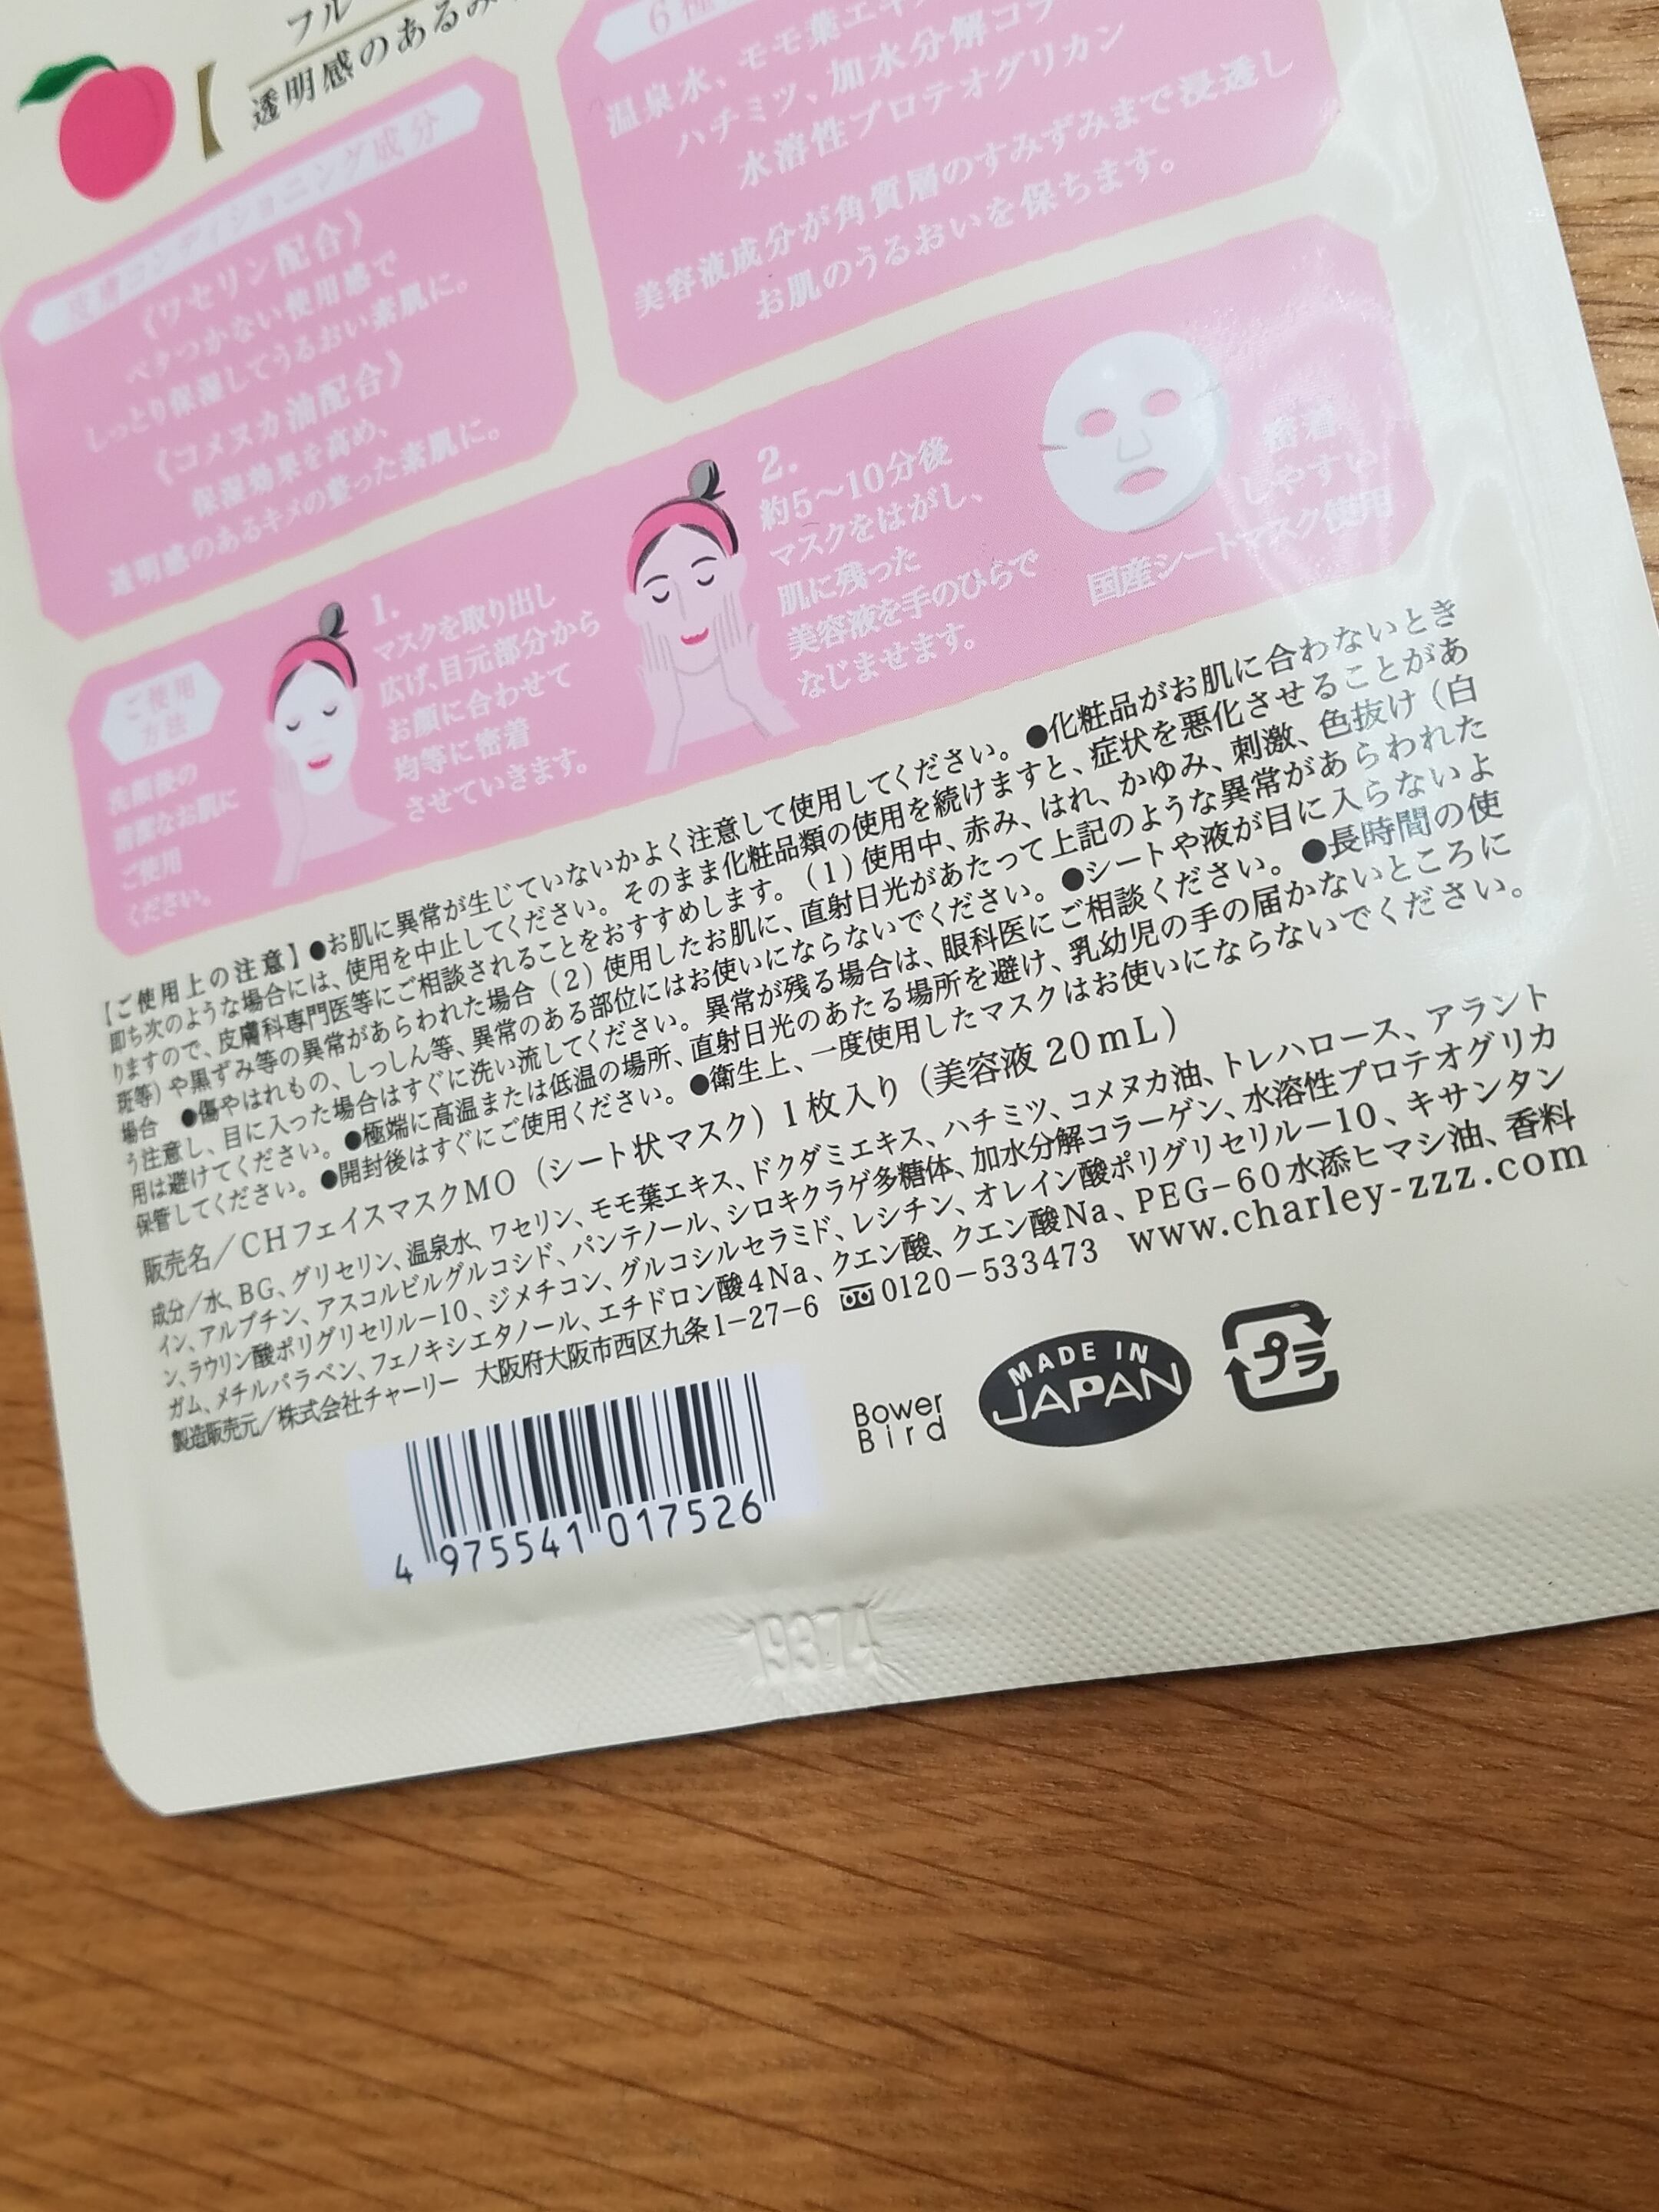 フル
【透明感のあるみ
皮膚コンディショニング成分
《ワセリン配合》
ベタつかない使用感で
しっとり保湿してうるおい素肌に。
《コメヌカ油配合》
保湿効果を高め、
透明感のあるキメの整った素肌に。
6種
温泉水、モモ葉エキ
ハチミツ、加水分解コラ
水溶性プロテオグリカン
美容液成分が角質層のすみずみまで浸透し
お肌のうるおいを保ちます。
ご使用
方法
洗顔後の
清潔なお肌に
ご使用
ください。
1.
マスクを取り出し
広げ、目元部分から
お顔に合わせて
均等に密着
させていきます。
2.
約5〜10分後
マスクをはがし、
肌に残った
美容液を手のひらで
なじませます。
密着
しやすい
国産シートマスク使用
【ご使用上の注意】●お肌に異常が生じていないかよく注意して使用してください。●化粧品がお肌に合わないとき
即ち次のような場合には、使用を中止してください。そのまま化粧品類の使用を続けますと、症状を悪化させることがあ
りますので、皮膚科専門医等にご相談されることをおすすめします。(1)使用中、赤み、はれ、かゆみ、刺激、色抜け(白
斑等)や黒ずみ等の異常があらわれた場合(2)使用したお肌に、直射日光があたって上記のような異常があらわれた
場合 ●傷やはれもの、しっしん等、異常のある部位にはお使いにならないでください。●シートや液が目に入らないよ
う注意し、目に入った場合はすぐに洗い流してください。異常が残る場合は、眼科医にご相談ください。●長時間の使
用は避けてください。●極端に高温または低温の場所、直射日光のあたる場所を避け、乳幼児の手の届かないところに
保管してください。●開封後はすぐにご使用ください。●衛生上、一度使用したマスクはお使いにならないでください。
販売名/CHフェイスマスクMO(シート状マスク)1枚入り(美容液 20mL)
成分/水、BG、グリセリン、温泉水、ワセリン、モモ葉エキス、ドクダミエキス、ハチミツ、コメヌカ油、トレハロース、アラント
イン、アルブチン、アスコルビルグルコシド、パンテノール、シロキクラゲ多糖体、加水分解コラーゲン、水溶性プロテオグリカ
ン、ラウリン酸ポリグリセリル-10、ジメチコン、グルコシルセラミド、レシチン、オレイン酸ポリグリセリル-10、キサンタン
ガム、メチルパラベン、フェノキシエタノール、エチドロン酸4Na、クエン酸、クエン酸Na、PEG-60水添ヒマシ油、香料
製造販売元/株式会社チャーリー 大阪府大阪市西区九条1-27-6 0120-533473 www.charley-zzz.com
4 975541 017526
Bower
Bird
MADE IN
JAPAN
プラ
19374